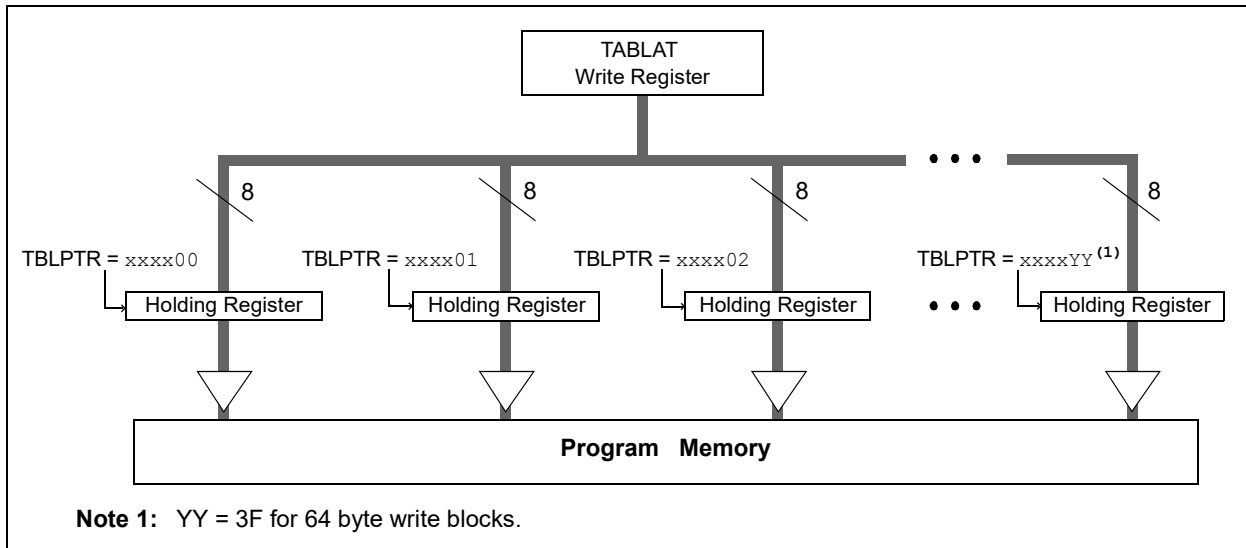 TABLAT
Write Register
8 8 8 8
TBLPTR = xxxx00 TBLPTR = xxxx01 TBLPTR = xxxx02 TBLPTR = xxxxYY(1)
Holding Register Holding Register Holding Register Holding Register
Program Memory
Note 1: YY = 3F for 64 byte write blocks.